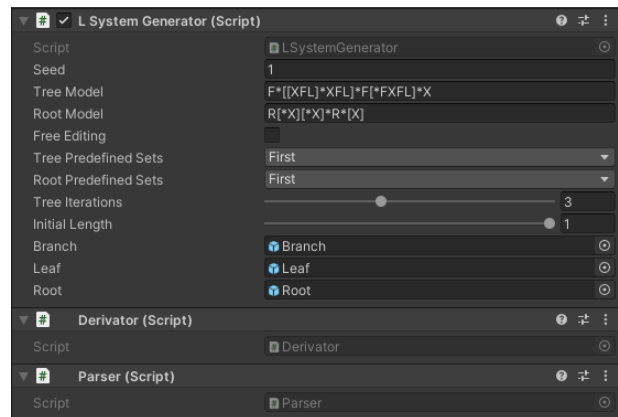 # L System Generator (Script)
Script LSystemGenerator
Seed 1
Tree Model F*[[XFL]*XFL]*F[*FXFL]*X
Root Model R[*X][*X]*R*[X]
Free Editing
Tree Predefined Sets First
Root Predefined Sets First
Tree Iterations 3
Initial Length 1
Branch Branch
Leaf Leaf
Root Root
# Derivator (Script)
Script Derivator
# Parser (Script)
Script Parser